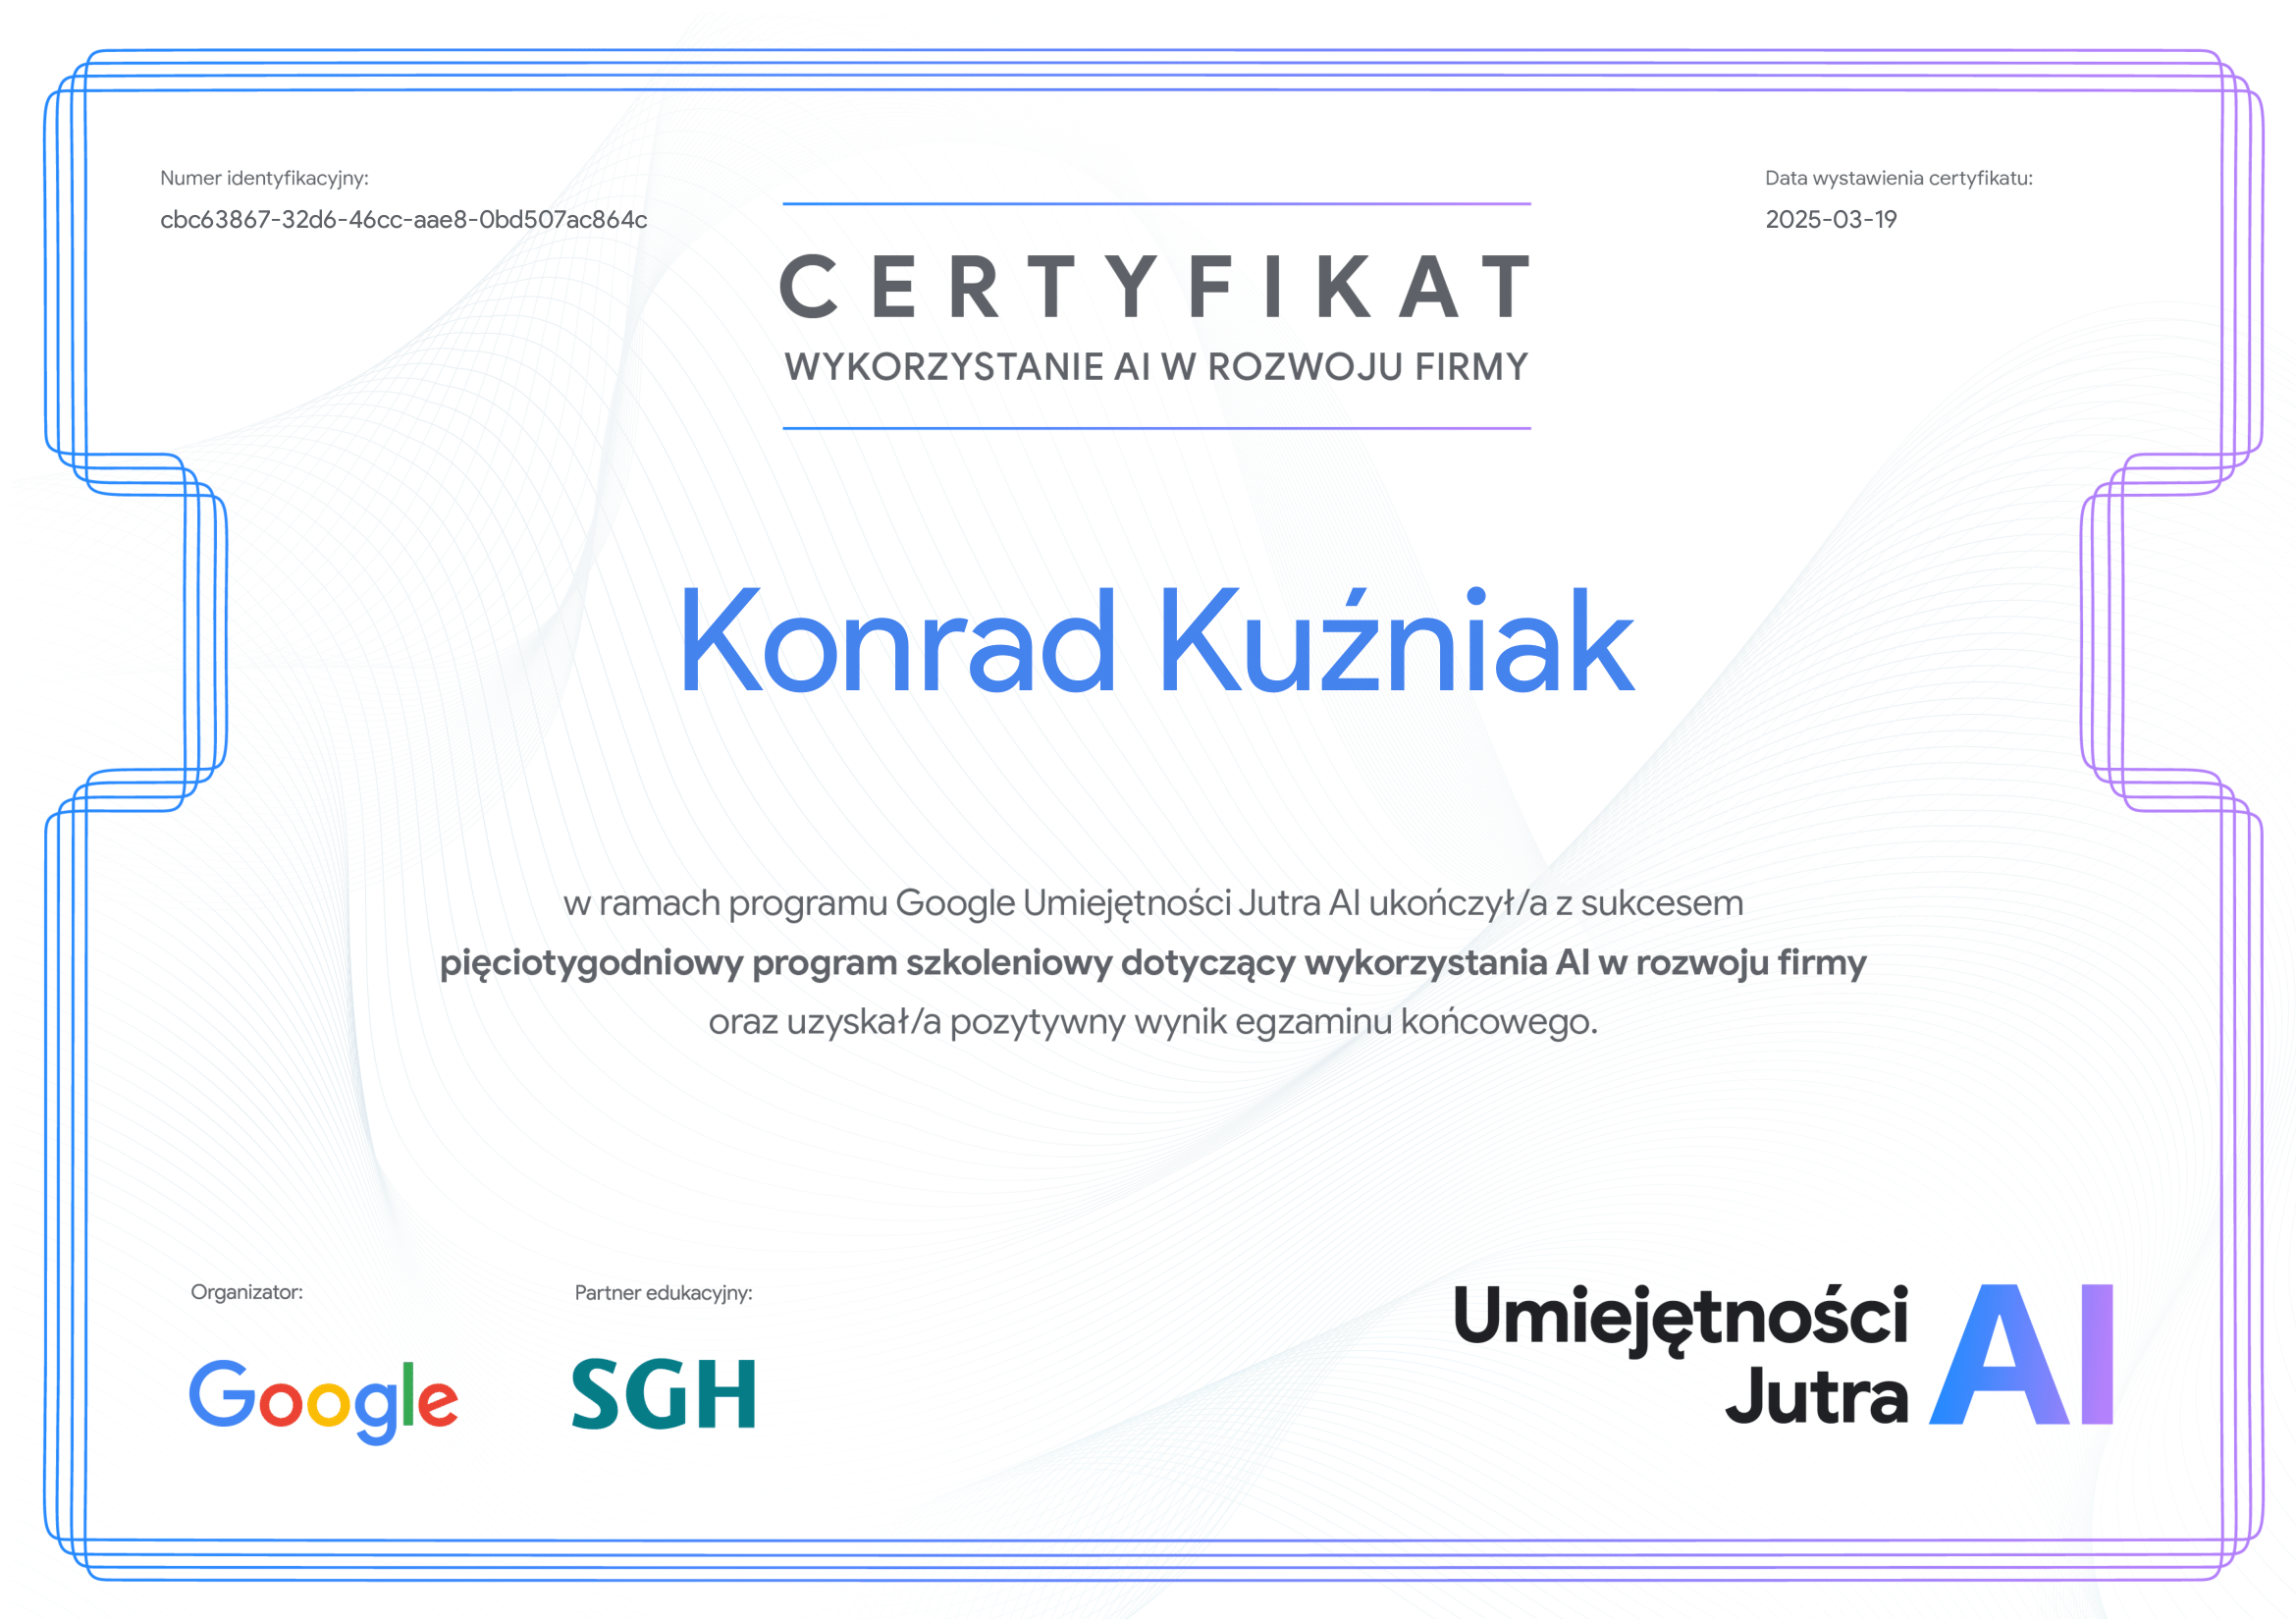 Numer identyfikacyjny:
cbc63867-32d6-46cc-aae8-0bd507ac864c
Data wystawienia certyfikatu:
2025-03-19
CERTYFIKAT
WYKORZYSTANIE AI W ROZWOJU FIRMY
Konrad Kuźniak
w ramach programu Google Umiejętności Jutra AI ukończył/a z sukcesem
pięciotygodniowy program szkoleniowy dotyczący wykorzystania AI w rozwoju firmy
oraz uzyskał/a pozytywny wynik egzaminu końcowego.
Organizator:
Google
Partner edukacyjny:
SGH
Umiejętności
Jutra AI